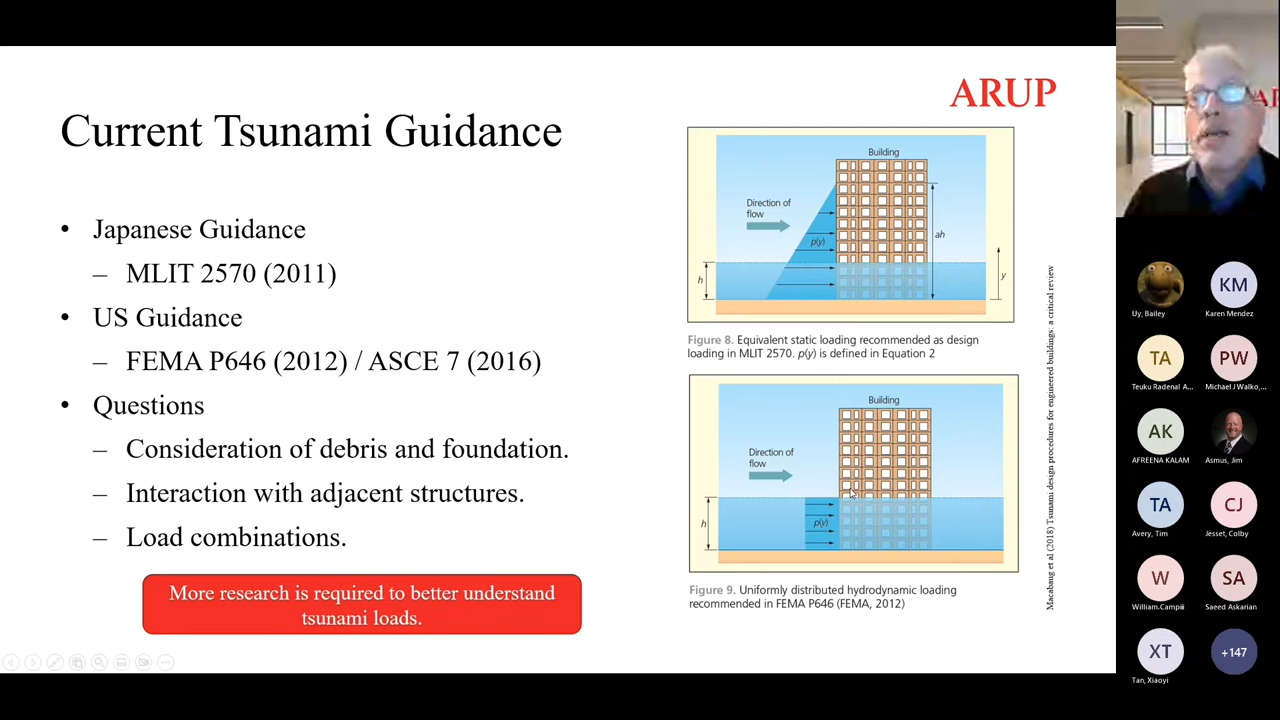 ARUP
Current Tsunami Guidance
• Japanese Guidance
– MLIT 2570 (2011)
• US Guidance
– FEMA P646 (2012) / ASCE 7 (2016)
• Questions
– Consideration of debris and foundation.
– Interaction with adjacent structures.
– Load combinations.
More research is required to better understand
tsunami loads.
Building
Direction of
flow
p(y)
ah
h
y
Figure 8. Equivalent static loading recommended as design
loading in MLIT 2570. p(y) is defined in Equation 2
Building
Direction of
flow
p(y)
h
Figure 9. Uniformly distributed hydrodynamic loading
recommended in FEMA P646 (FEMA, 2012)
Macabuag et al (2018) Tsunami design procedures for engineered buildings: a critical review
AR
Uy, Bailey
KM
Karen Mendez
TA
Teuku Radenal A...
PW
Michael J Walko,...
AK
AFREENA KALAM
Asmus, Jim
TA
Avery, Tim
CJ
Jesset, Colby
W
William.Campiii
SA
Saeed Askarian
XT
Tan, Xiaoyi
+147